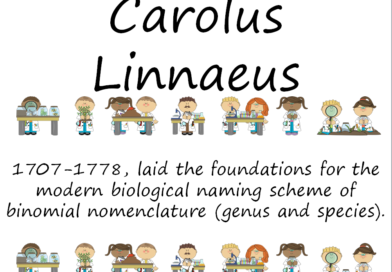 Carolus
Linnaeus
1707-1778, laid the foundations for the
modern biological naming scheme of
binomial nomenclature (genus and species).